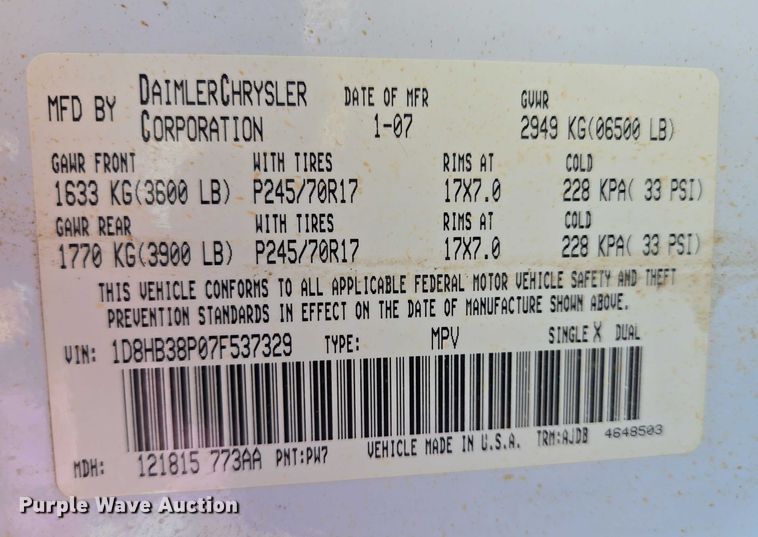 MFD BY DAIMLERCHRYSLER CORPORATION DATE OF MFR 1-07 GVWR 2949 KG(06500 LB)
GAWR FRONT WITH TIRES RIMS AT COLD
1633 KG(3600 LB) P245/70R17 17X7.0 228 KPA( 33 PSI)
GAWR REAR WITH TIRES RIMS AT COLD
1770 KG(3900 LB) P245/70R17 17X7.0 228 KPA( 33 PSI)
THIS VEHICLE CONFORMS TO ALL APPLICABLE FEDERAL MOTOR VEHICLE SAFETY AND THEFT
PREVENTION STANDARDS IN EFFECT ON THE DATE OF MANUFACTURE SHOWN ABOVE.
VIN: 1D8HB38P07F537329 TYPE: MPV SINGLE X DUAL
MDH: 121815 773AA PNT:PW7 VEHICLE MADE IN U.S.A. TRM:AJDB 4648503
Purple Wave Auction